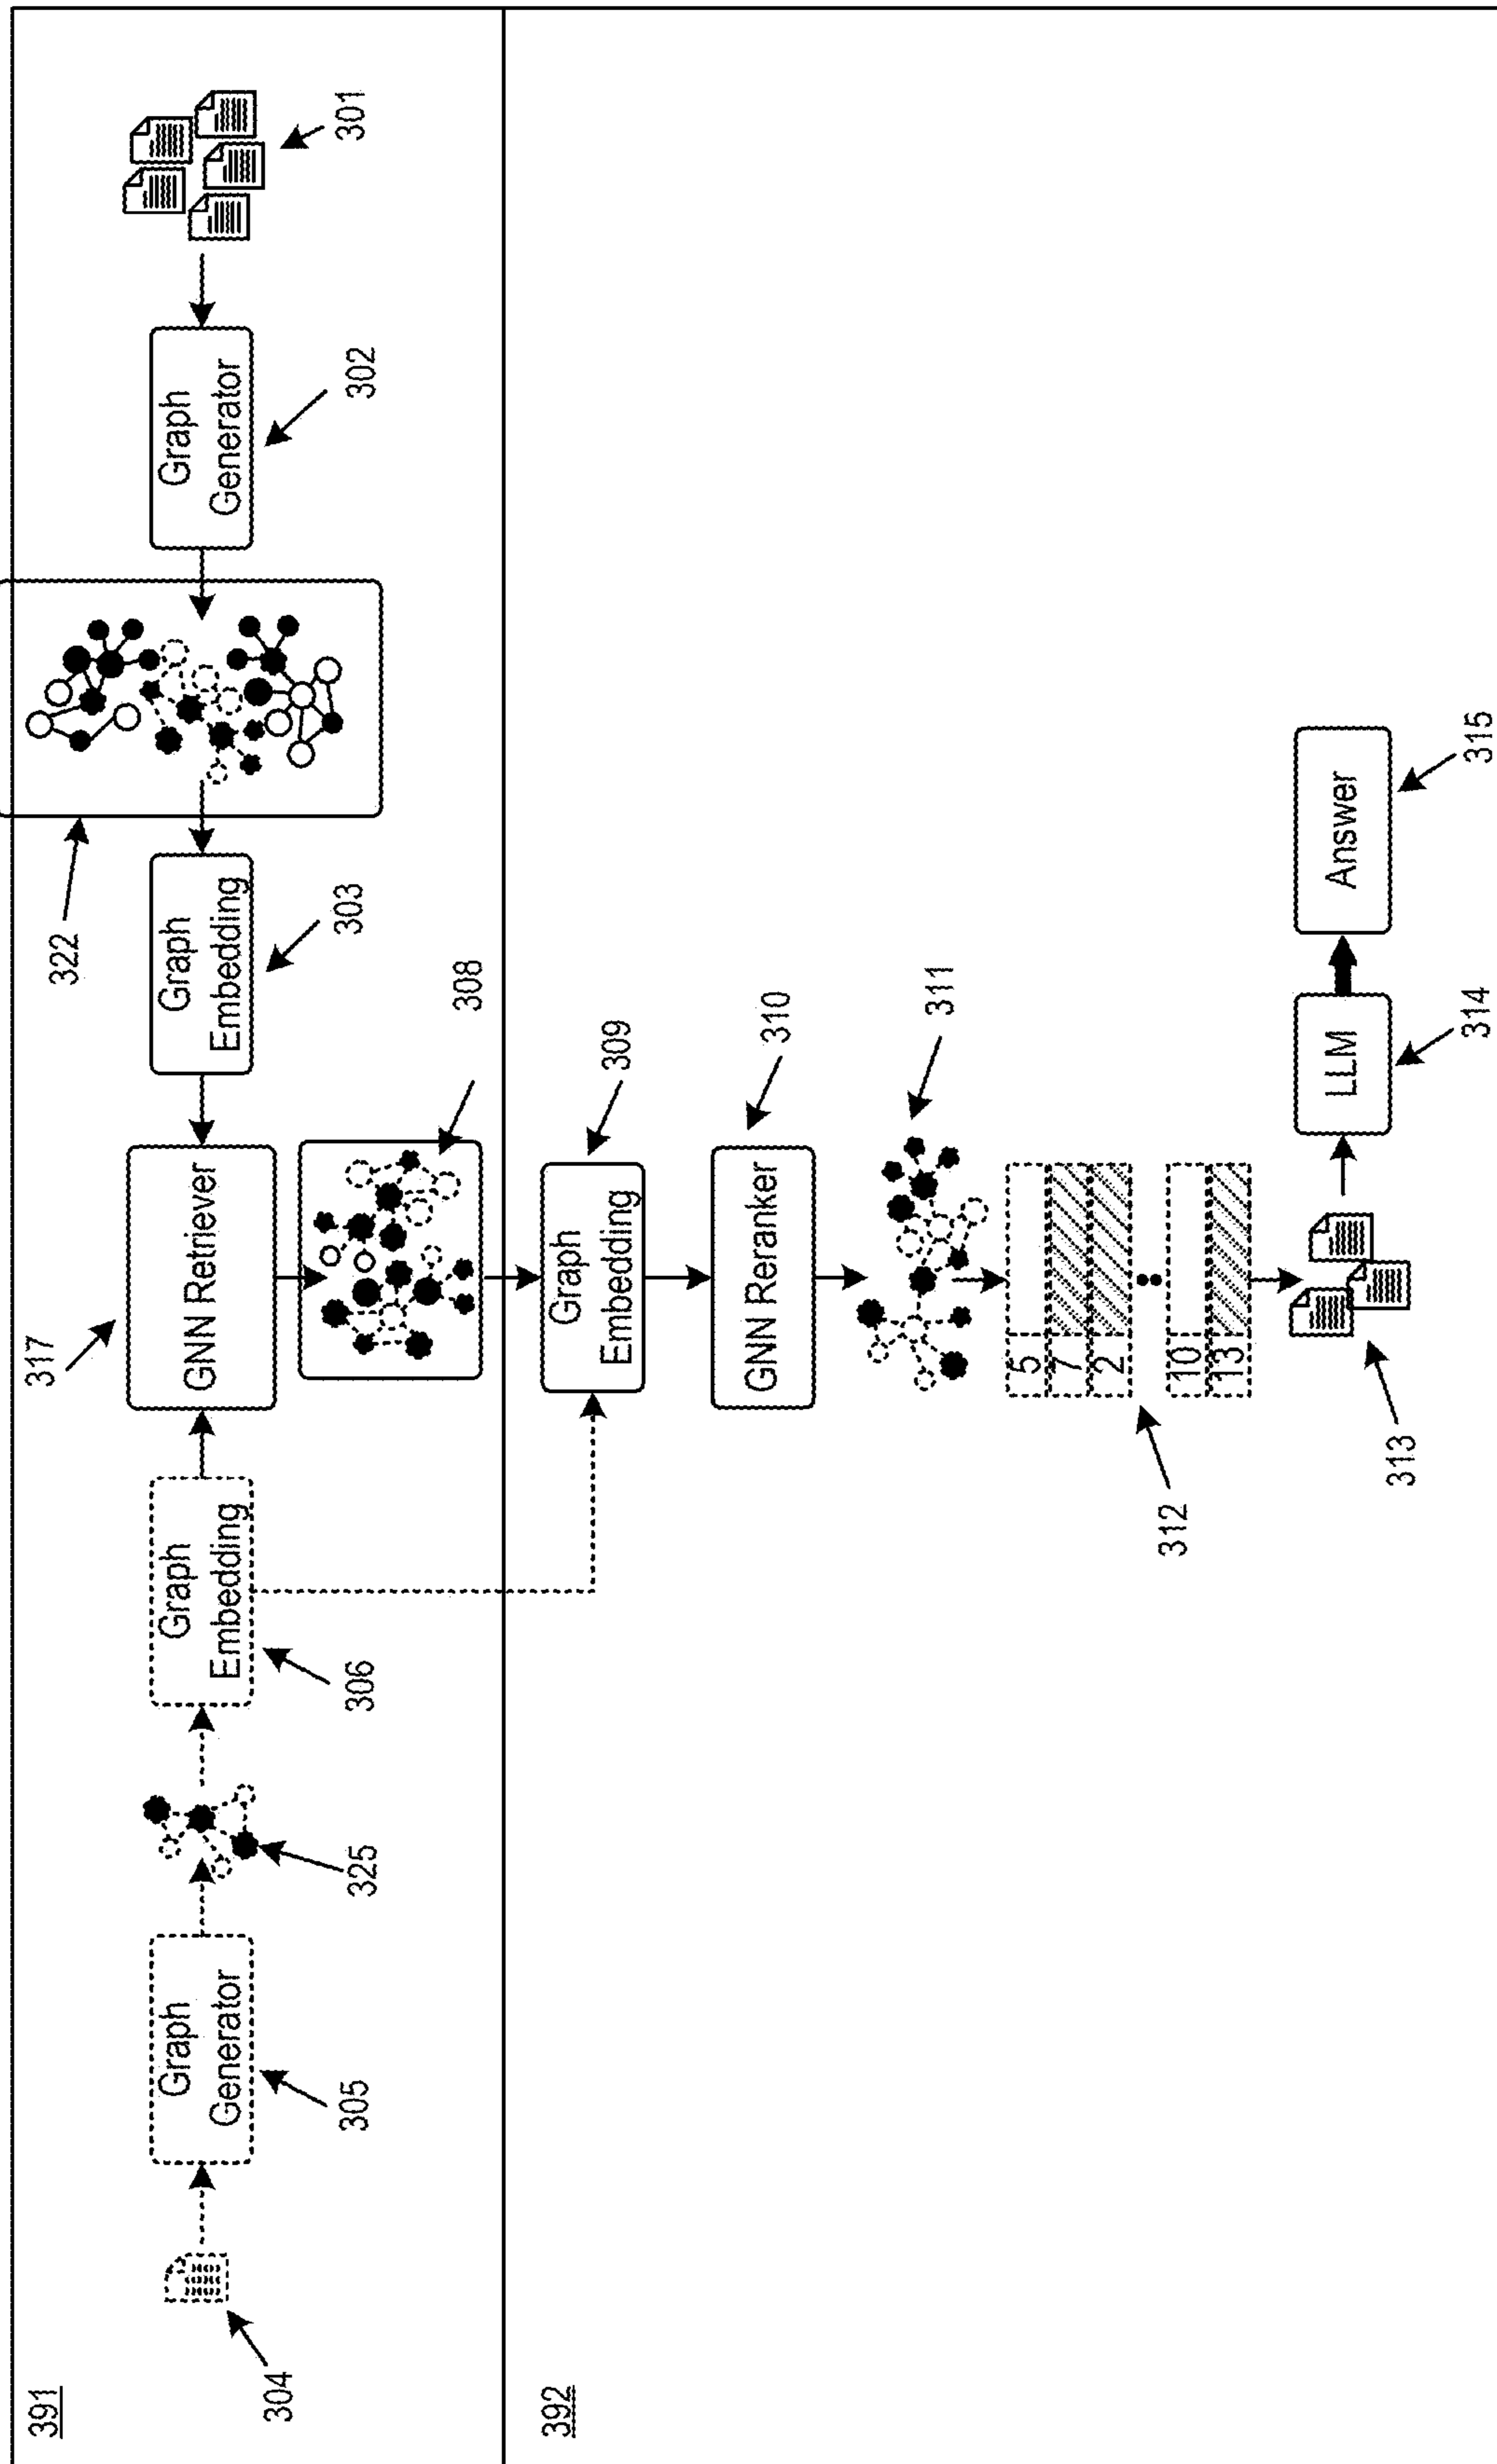 391
304
Graph
Generator
305
325
Graph
Embedding
306
317
GNN Retriever
308
Graph
Embedding
303
322
Graph
Generator
302
301
392
Graph
Embedding
309
GNN Reranker
310
311
5
7
2
10
13
312
313
LLM
314
Answer
315